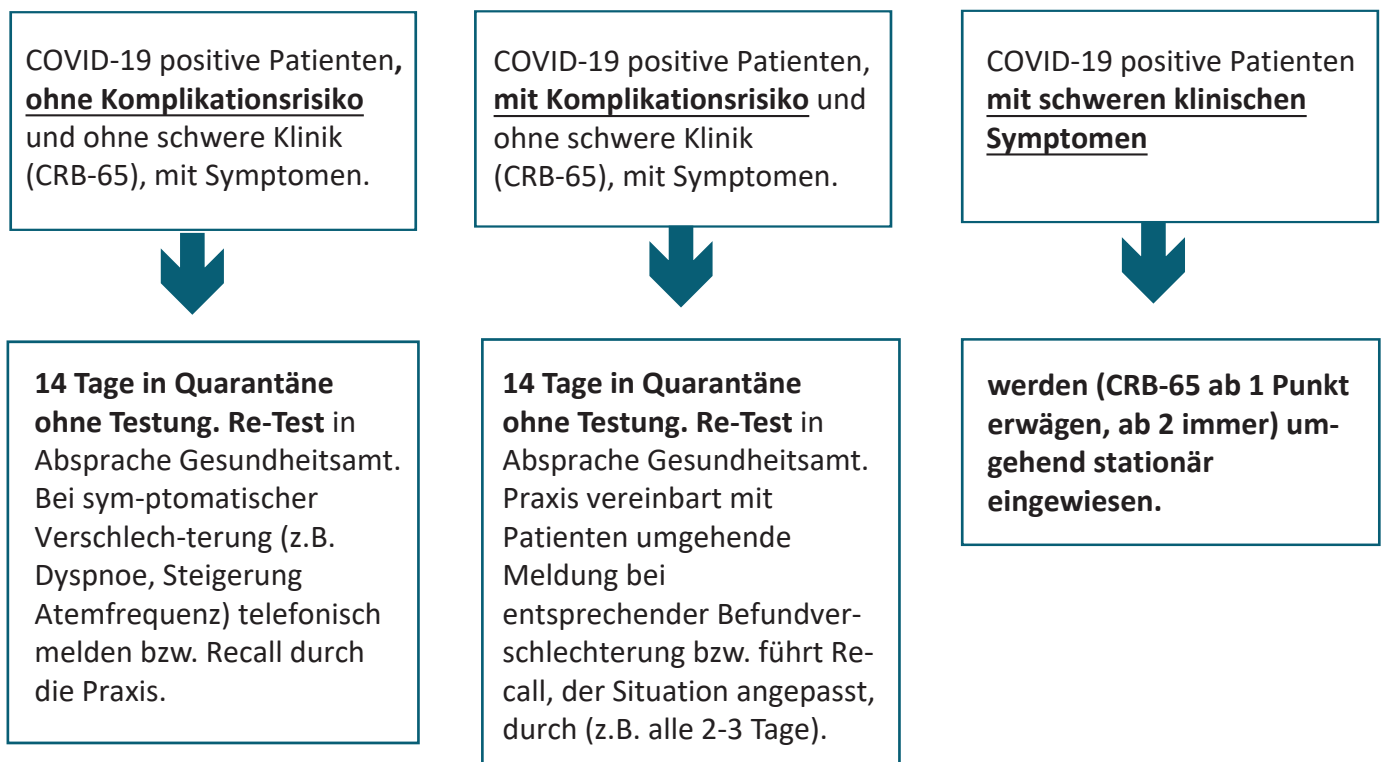 COVID-19 positive Patienten,
ohne Komplikationsrisiko
und ohne schwere Klinik
(CRB-65), mit Symptomen.
COVID-19 positive Patienten,
mit Komplikationsrisiko und
ohne schwere Klinik
(CRB-65), mit Symptomen.
COVID-19 positive Patienten
mit schweren klinischen
Symptomen
14 Tage in Quarantäne
ohne Testung. Re-Test in
Absprache Gesundheitsamt.
Bei sym-ptomatischer
Verschlech-terung (z.B.
Dyspnoe, Steigerung
Atemfrequenz) telefonisch
melden bzw. Recall durch
die Praxis.
14 Tage in Quarantäne
ohne Testung. Re-Test in
Absprache Gesundheitsamt.
Praxis vereinbart mit
Patienten umgehende
Meldung bei
entsprechender Befundver-
schlechterung bzw. führt Re-
call, der Situation angepasst,
durch (z.B. alle 2-3 Tage).
werden (CRB-65 ab 1 Punkt
erwägen, ab 2 immer) um-
gehend stationär
eingewiesen.